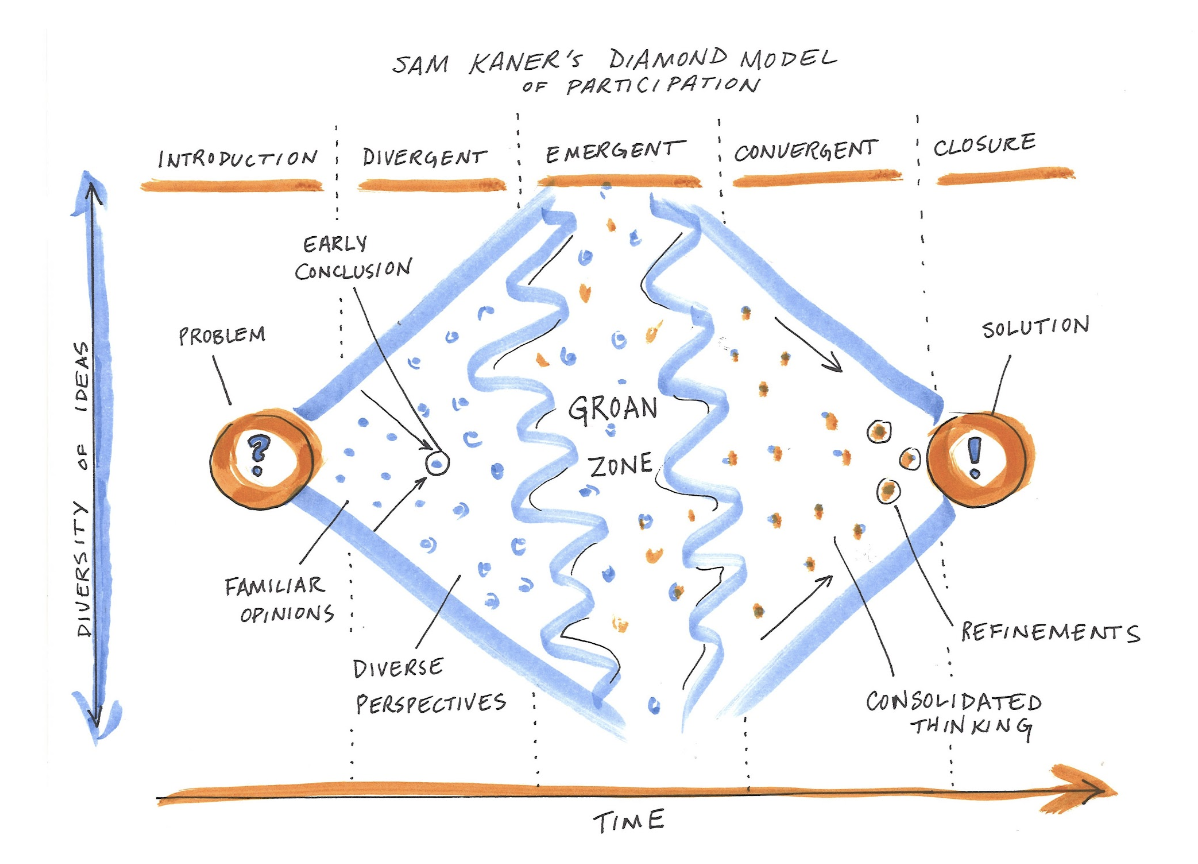 SAM KANER'S DIAMOND MODEL
OF PARTICIPATION
INTRODUCTION
DIVERGENT
EMERGENT
CONVERGENT
CLOSURE
EARLY
CONCLUSION
PROBLEM
SOLUTION
DIVERSITY OF IDEAS
GROAN
ZONE
?
!
FAMILIAR
OPINIONS
DIVERSE
PERSPECTIVES
REFINEMENTS
CONSOLIDATED
THINKING
TIME